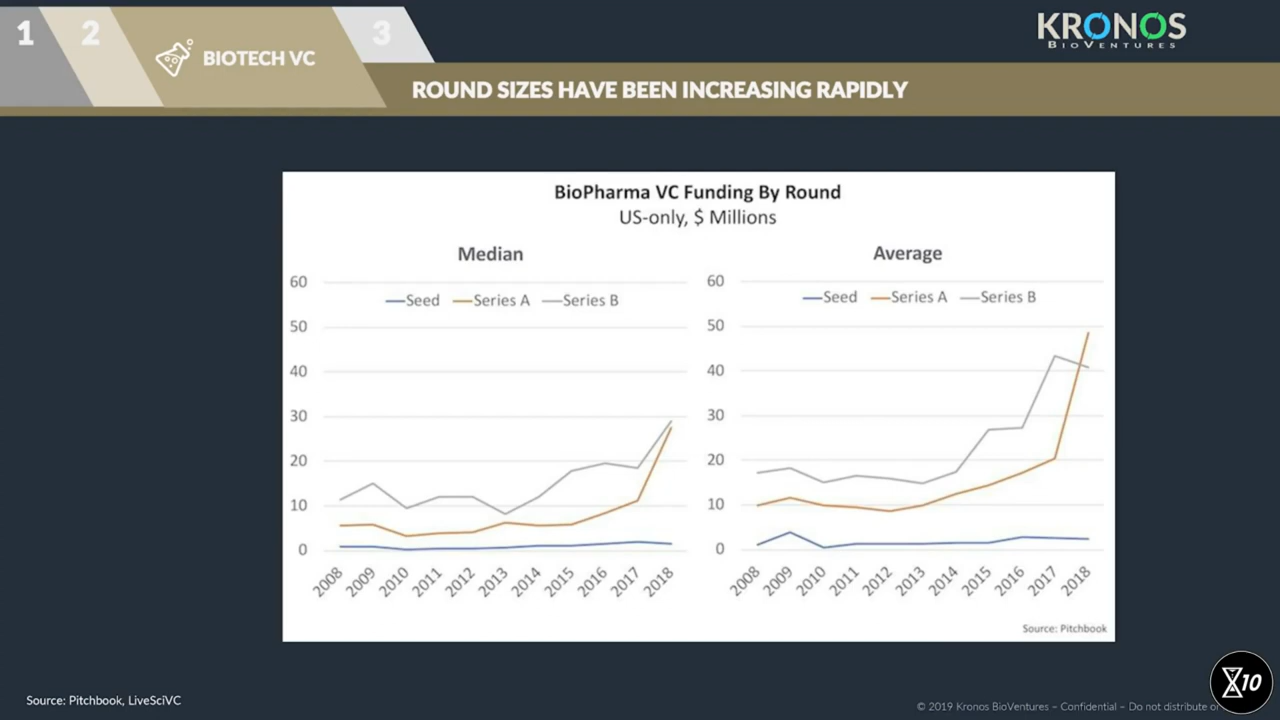 1
2
BIOTECH VC
3
KRONOS
BIOVENTURES
ROUND SIZES HAVE BEEN INCREASING RAPIDLY
BioPharma VC Funding By Round
US-only, $ Millions
Median
60
50
40
30
20
10
0
Seed Series A Series B
2008 2009 2010 2011 2012 2013 2014 2015 2016 2017 2018
Average
60
50
40
30
20
10
0
Seed Series A Series B
2008 2009 2010 2011 2012 2013 2014 2015 2016 2017 2018
Source: Pitchbook
Source: Pitchbook, LiveSciVC
© 2019 Kronos BioVentures – Confidential – Do not distribute
10